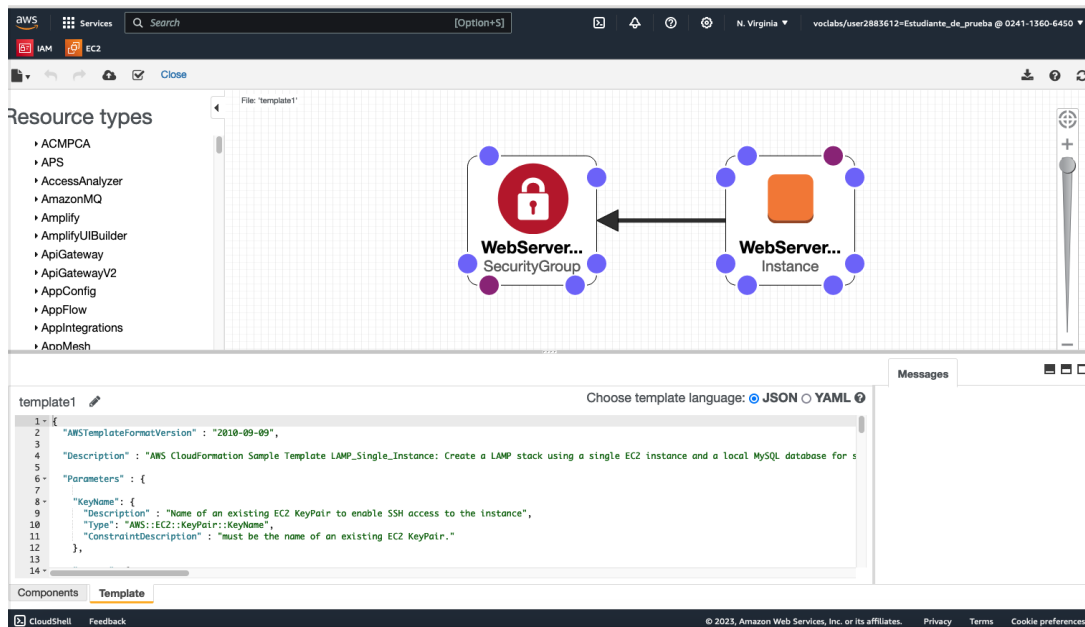 aws Services Search [Option+S] N. Virginia voclabs/user2883612=Estudiante_de_prueba @ 0241-1360-6450
IAM EC2
Close
File: 'template1'
Resource types
ACMPCA
APS
AccessAnalyzer
AmazonMQ
Amplify
AmplifyUIBuilder
ApiGateway
ApiGatewayV2
AppConfig
AppFlow
AppIntegrations
AppMesh
WebServer...
SecurityGroup
WebServer...
Instance
Messages
template1
Choose template language: JSON YAML
1 {
2 "AWSTemplateFormatVersion" : "2010-09-09",
3
4 "Description" : "AWS CloudFormation Sample Template LAMP_Single_Instance: Create a LAMP stack using a single EC2 instance and a local MySQL database for s
5
6 "Parameters" : {
7
8 "KeyName": {
9 "Description" : "Name of an existing EC2 KeyPair to enable SSH access to the instance",
10 "Type": "AWS::EC2::KeyPair::KeyName",
11 "ConstraintDescription" : "must be the name of an existing EC2 KeyPair."
12 },
13
14
Components Template
CloudShell Feedback © 2023, Amazon Web Services, Inc. or its affiliates. Privacy Terms Cookie preferences